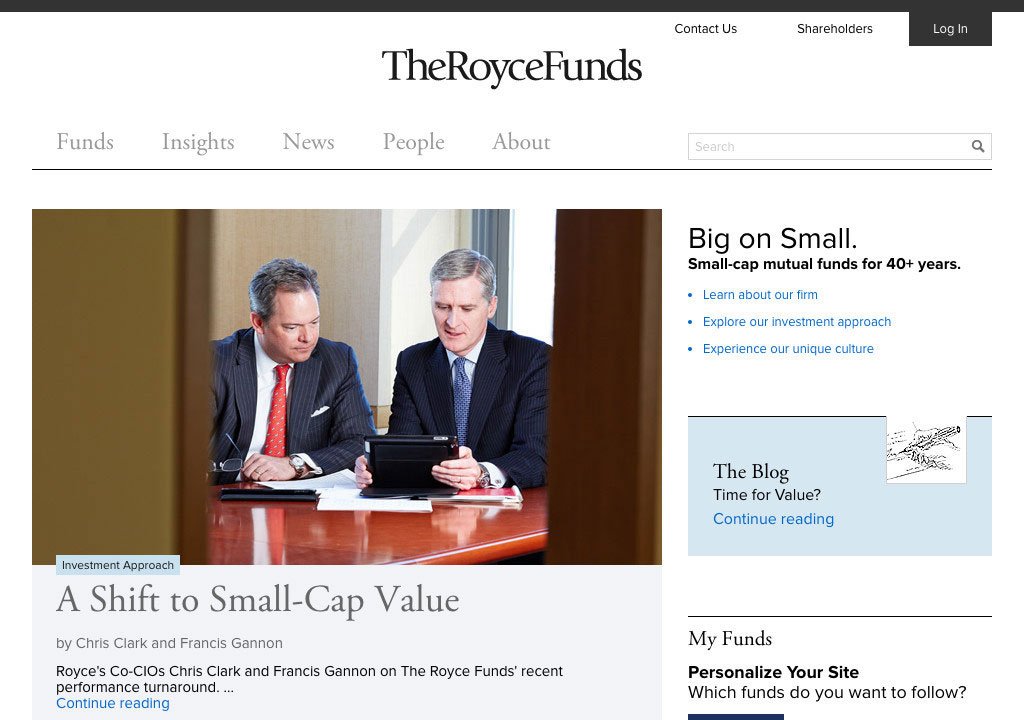 Contact Us
Shareholders
Log In
TheRoyceFunds
Funds
Insights
News
People
About
Search
Big on Small.
Small-cap mutual funds for 40+ years.
Learn about our firm
Explore our investment approach
Experience our unique culture
The Blog
Time for Value?
Continue reading
Investment Approach
A Shift to Small-Cap Value
by Chris Clark and Francis Gannon
Royce's Co-CIOs Chris Clark and Francis Gannon on The Royce Funds' recent
performance turnaround. ...
Continue reading
My Funds
Personalize Your Site
Which funds do you want to follow?